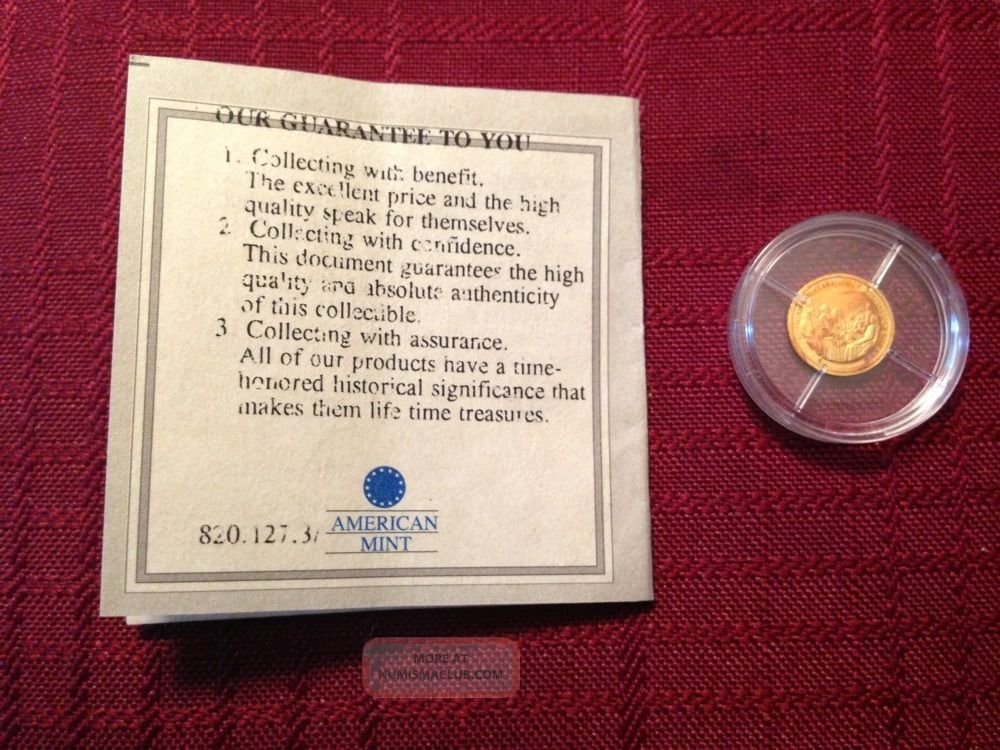 OUR GUARANTEE TO YOU
1. Collecting with benefit.
The excellent price and the high
quality speak for themselves.
2 Collecting with confidence.
This document guarantees the high
quality and absolute authenticity
of this collectible.
3 Collecting with assurance.
All of our products have a time-
honored historical significance that
makes them life time treasures.
820.127.3/
AMERICAN
MINT
MORE AT
NUMISMACLUB.COM